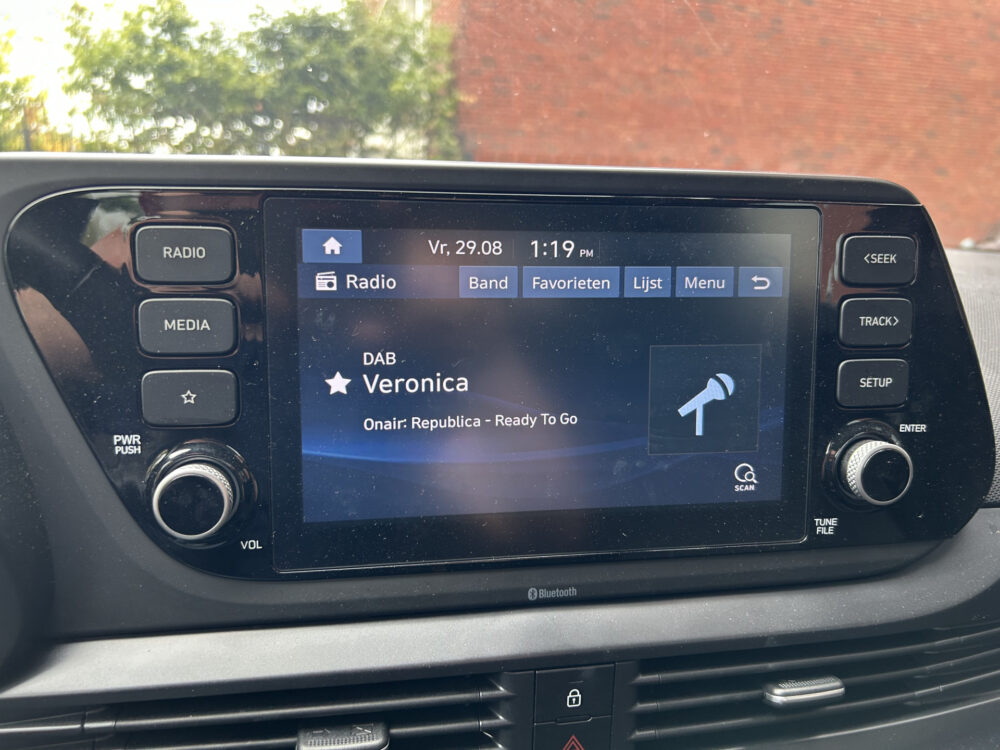 Vr, 29.08 1:19 PM
RADIO
MEDIA
PWR
PUSH
VOL
Radio Band Favorieten Lijst Menu
DAB
Veronica
Onair: Republica - Ready To Go
SCAN
<SEEK
TRACK>
SETUP
ENTER
TUNE
FILE
Bluetooth